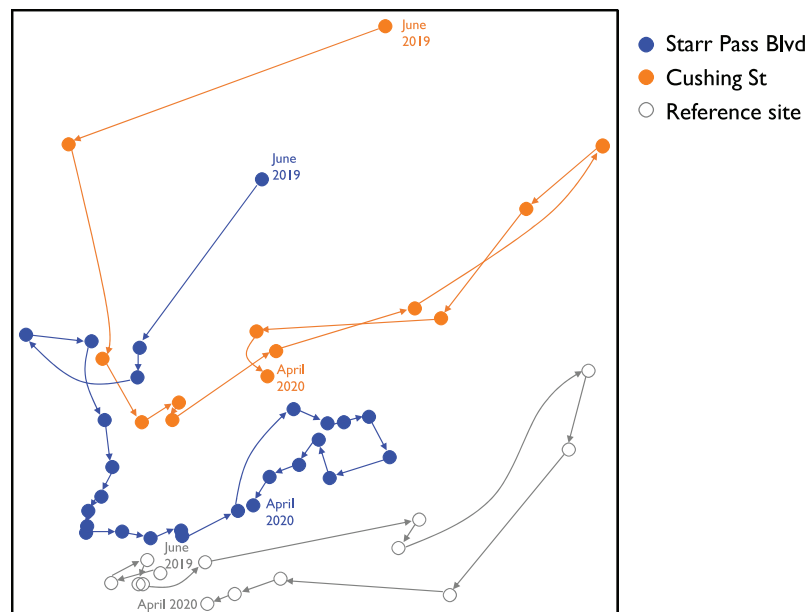 June
2019
Starr Pass Blvd
Cushing St
Reference site
June
2019
April
2020
April
2020
June
2019
April 2020